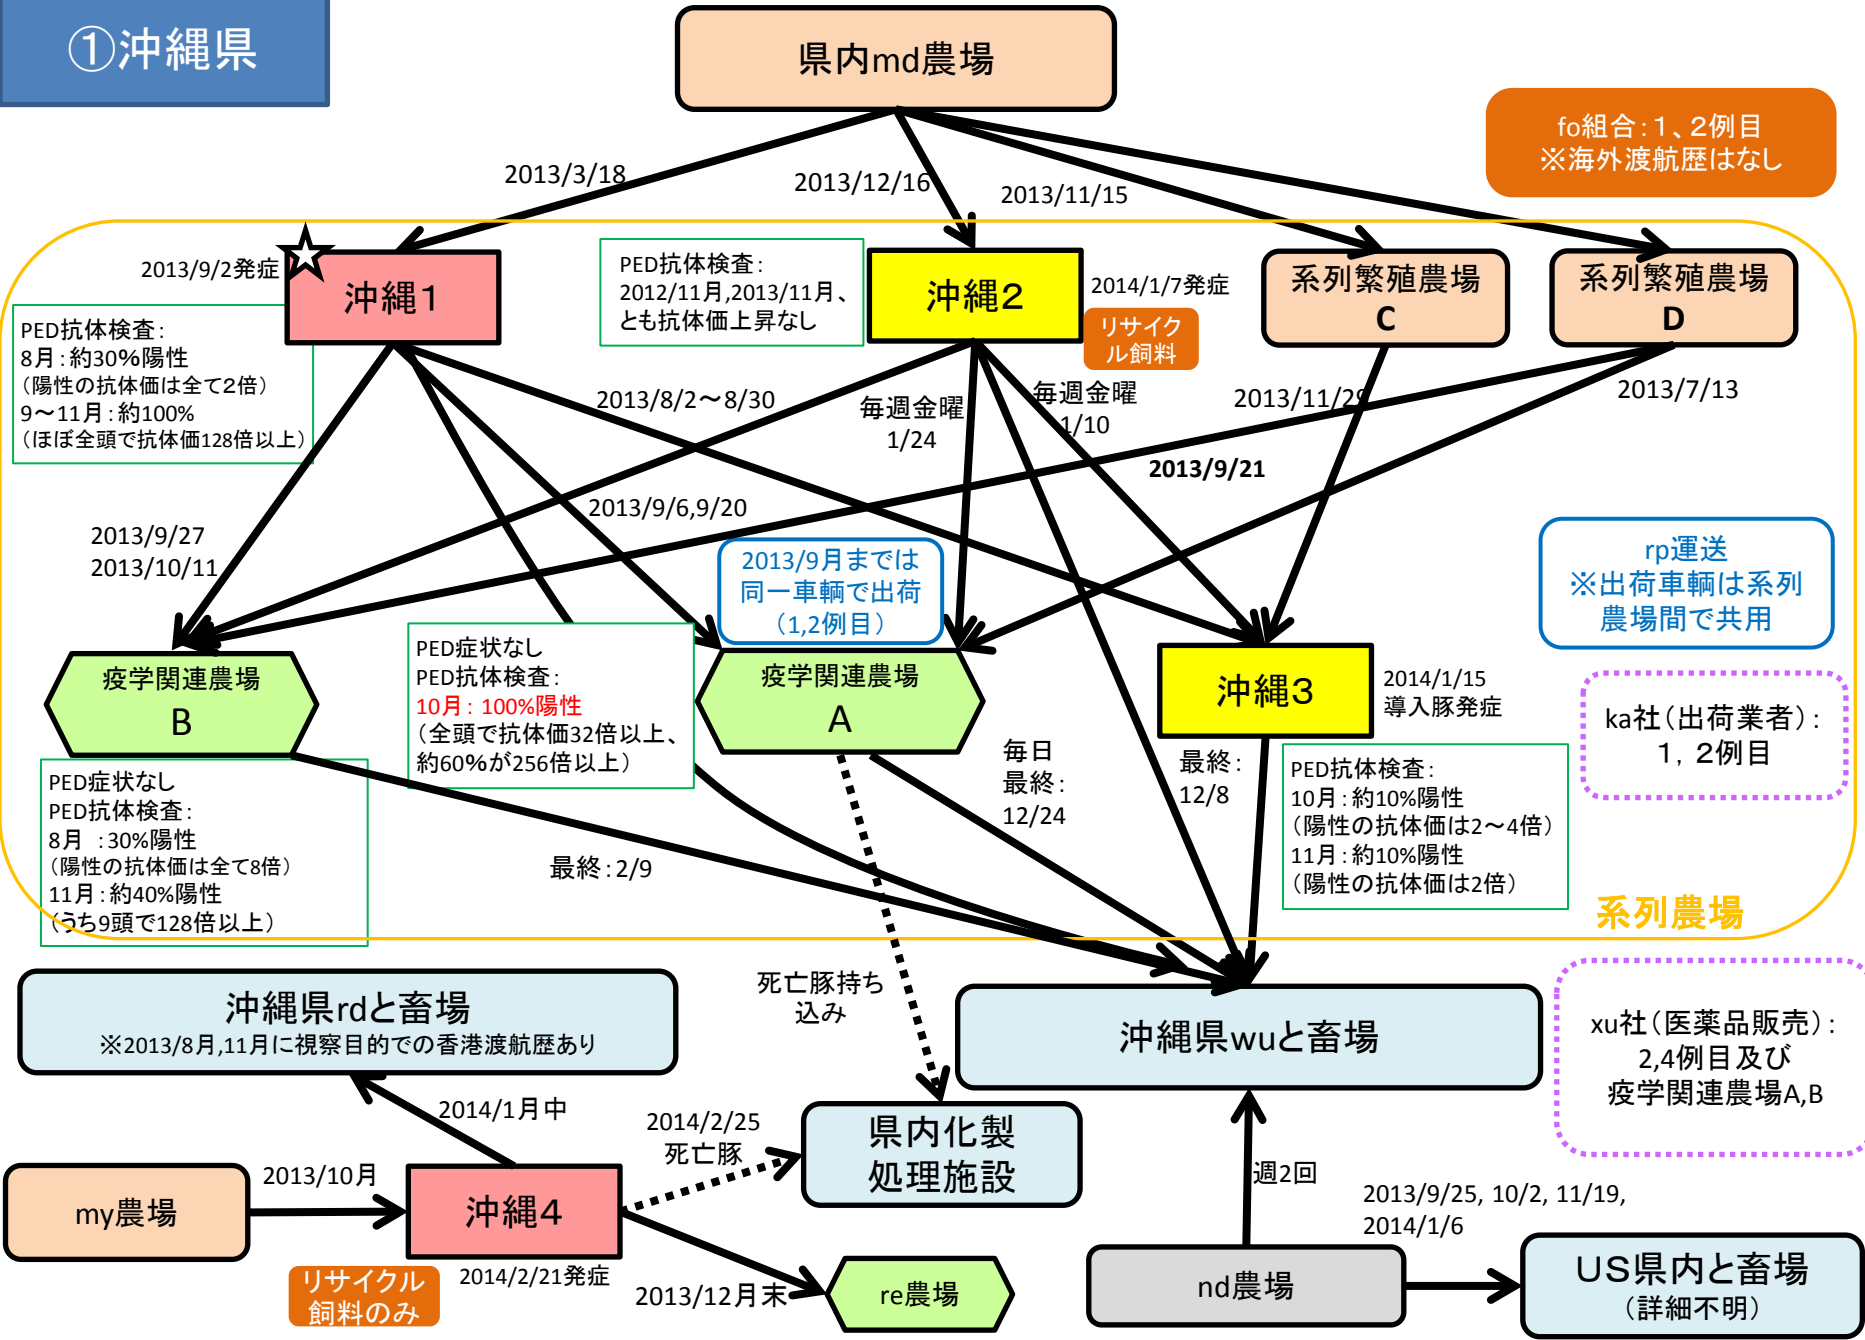 ①沖縄県
県内md農場
fo組合：１、２例目
※海外渡航歴はなし
2013/3/18
2013/12/16
2013/11/15
2013/9/2発症
沖縄１
PED抗体検査：
2012/11月,2013/11月、
とも抗体価上昇なし
沖縄２
2014/1/7発症
リサイク
ル飼料
系列繁殖農場
C
系列繁殖農場
D
PED抗体検査：
8月：約30%陽性
（陽性の抗体価は全て2倍）
9～11月：約100%
（ほぼ全頭で抗体価128倍以上）
2013/8/2～8/30
毎週金曜
1/24
毎週金曜
1/10
2013/11/29
2013/7/13
2013/9/21
2013/9/6,9/20
2013/9/27
2013/10/11
2013/9月までは
同一車輌で出荷
（1,2例目）
rp運送
※出荷車輌は系列
農場間で共用
疫学関連農場
B
PED症状なし
PED抗体検査：
10月：100%陽性
（全頭で抗体価32倍以上、
約60%が256倍以上）
疫学関連農場
A
沖縄３
2014/1/15
導入豚発症
ka社（出荷業者）：
１，２例目
PED症状なし
PED抗体検査：
8月 ：30%陽性
（陽性の抗体価は全て8倍）
11月：約40%陽性
（うち9頭で128倍以上）
最終：2/9
毎日
最終：
12/24
最終：
12/8
PED抗体検査：
10月：約10%陽性
（陽性の抗体価は2～4倍）
11月：約10%陽性
（陽性の抗体価は2倍）
系列農場
沖縄県rdと畜場
※2013/8月,11月に視察目的での香港渡航歴あり
死亡豚持ち
込み
沖縄県wuと畜場
xu社（医薬品販売）：
2,4例目及び
疫学関連農場A,B
2014/1月中
2014/2/25
死亡豚
県内化製
処理施設
週2回
my農場
2013/10月
沖縄４
2014/2/21発症
リサイクル
飼料のみ
2013/12月末
re農場
nd農場
2013/9/25, 10/2, 11/19,
2014/1/6
US県内と畜場
（詳細不明）